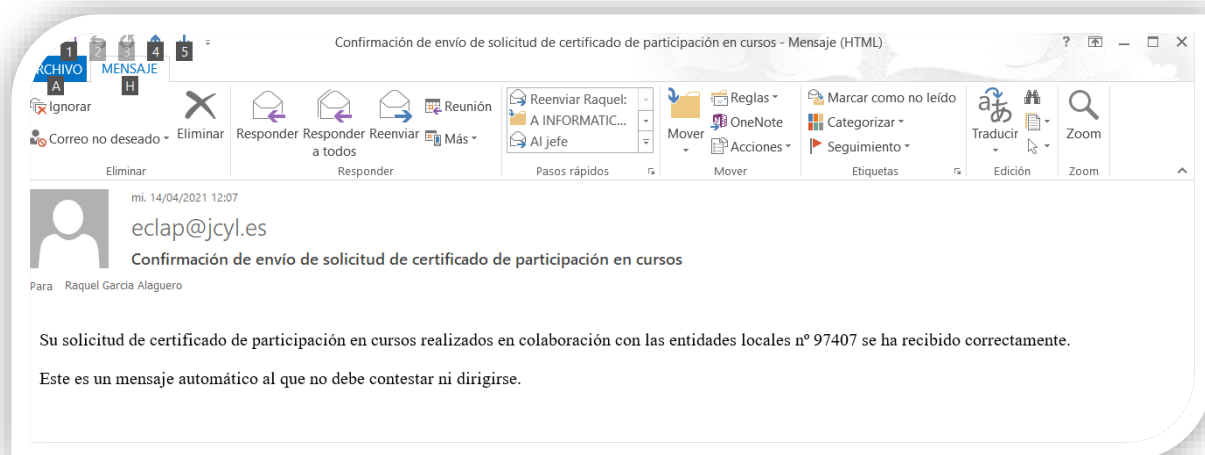 Confirmación de envío de solicitud de certificado de participación en cursos - Mensaje (HTML)
1 2 3 4 5
ARCHIVO MENSAJE
A H
Ignorar
Correo no deseado
Eliminar
Responder Responder a todos Reenviar
Reunión
Más
Reenviar Raquel:
A INFORMATIC...
Al jefe
Mover
Reglas
OneNote
Acciones
Marcar como no leído
Categorizar
Seguimiento
Traducir
Zoom
Eliminar Responder Pasos rápidos Mover Etiquetas Edición Zoom
mi. 14/04/2021 12:07
eclap@jcyl.es
Confirmación de envío de solicitud de certificado de participación en cursos
Para Raquel Garcia Alaguero
Su solicitud de certificado de participación en cursos realizados en colaboración con las entidades locales nº 97407 se ha recibido correctamente.
Este es un mensaje automático al que no debe contestar ni dirigirse.